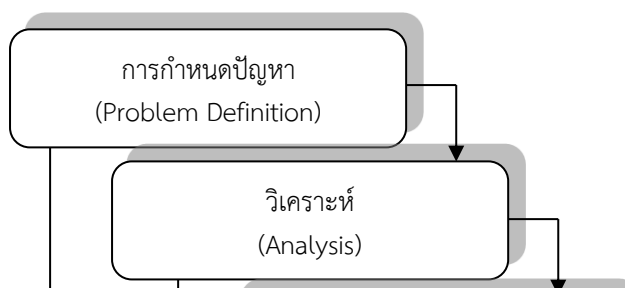 การกำหนดปัญหา
(Problem Definition)
วิเคราะห์
(Analysis)